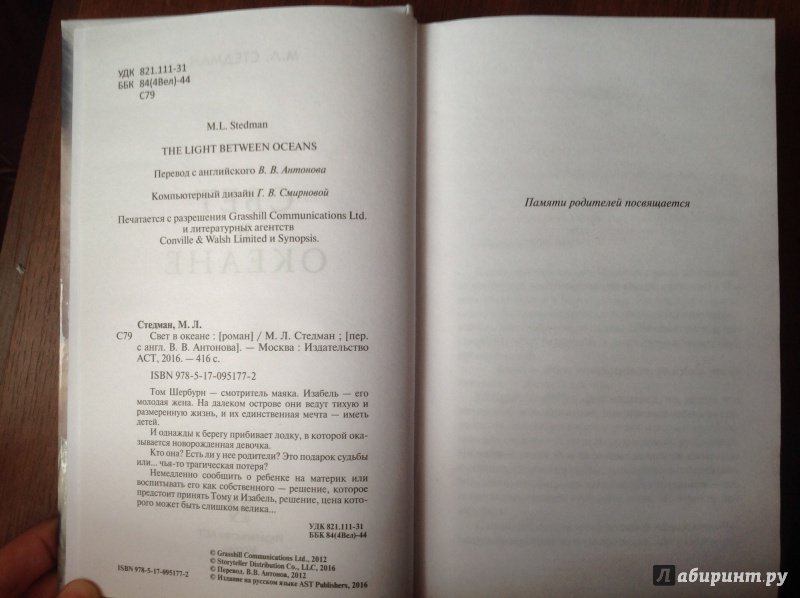 УДК 821.111-31
ББК 84(4Вел)-44
С79
M.L. Stedman
THE LIGHT BETWEEN OCEANS
Перевод с английского В. В. Антонова
Компьютерный дизайн Г. В. Смирновой
Печатается с разрешения Grasshill Communications Ltd.
и литературных агентств
Conville & Walsh Limited и Synopsis.
ОКЕАНЕ
Стедман, М. Л.
С79 Свет в океане : [роман] / М. Л. Стедман ; [пер.
с англ. В. В. Антонова]. — Москва : Издательство
АСТ, 2016. — 416 с.
ISBN 978-5-17-095177-2
Том Шербурн — смотритель маяка. Изабель — его
молодая жена. На далеком острове они ведут тихую и
размеренную жизнь, и их единственная мечта — иметь
детей.
И однажды к берегу прибивает лодку, в которой ока-
зывается новорожденная девочка.
Кто она? Есть ли у нее родители? Это подарок судьбы
или... чья-то трагическая потеря?
Немедленно сообщить о ребенке на материк или
воспитывать его как собственного — решение, которое
предстоит принять Тому и Изабель, решение, цена кото-
рого может быть слишком велика...
УДК 821.111-31
ББК 84(4Вел)-44
© Grasshill Communications Ltd., 2012
© Storyteller Distribution Co., LLC, 2016
© Перевод. В.В. Антонов, 2012
ISBN 978-5-17-095177-2 © Издание на русском языке AST Publishers, 2016
Памяти родителей посвящается
Лабиринт.ру